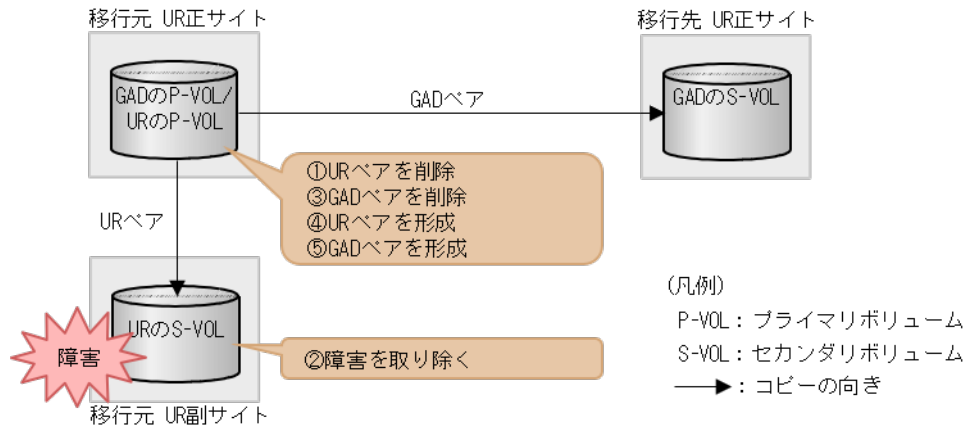 移行元 UR正サイト
移行先 UR正サイト
GADのP-VOL/
URのP-VOL
GADペア
GADのS-VOL
①URペアを削除
③GADペアを削除
④URペアを形成
⑤GADペアを形成
URペア
(凡例)
P-VOL：プライマリボリューム
S-VOL：セカンダリボリューム
：コピーの向き
URのS-VOL
障害
②障害を取り除く
移行元 UR副サイト